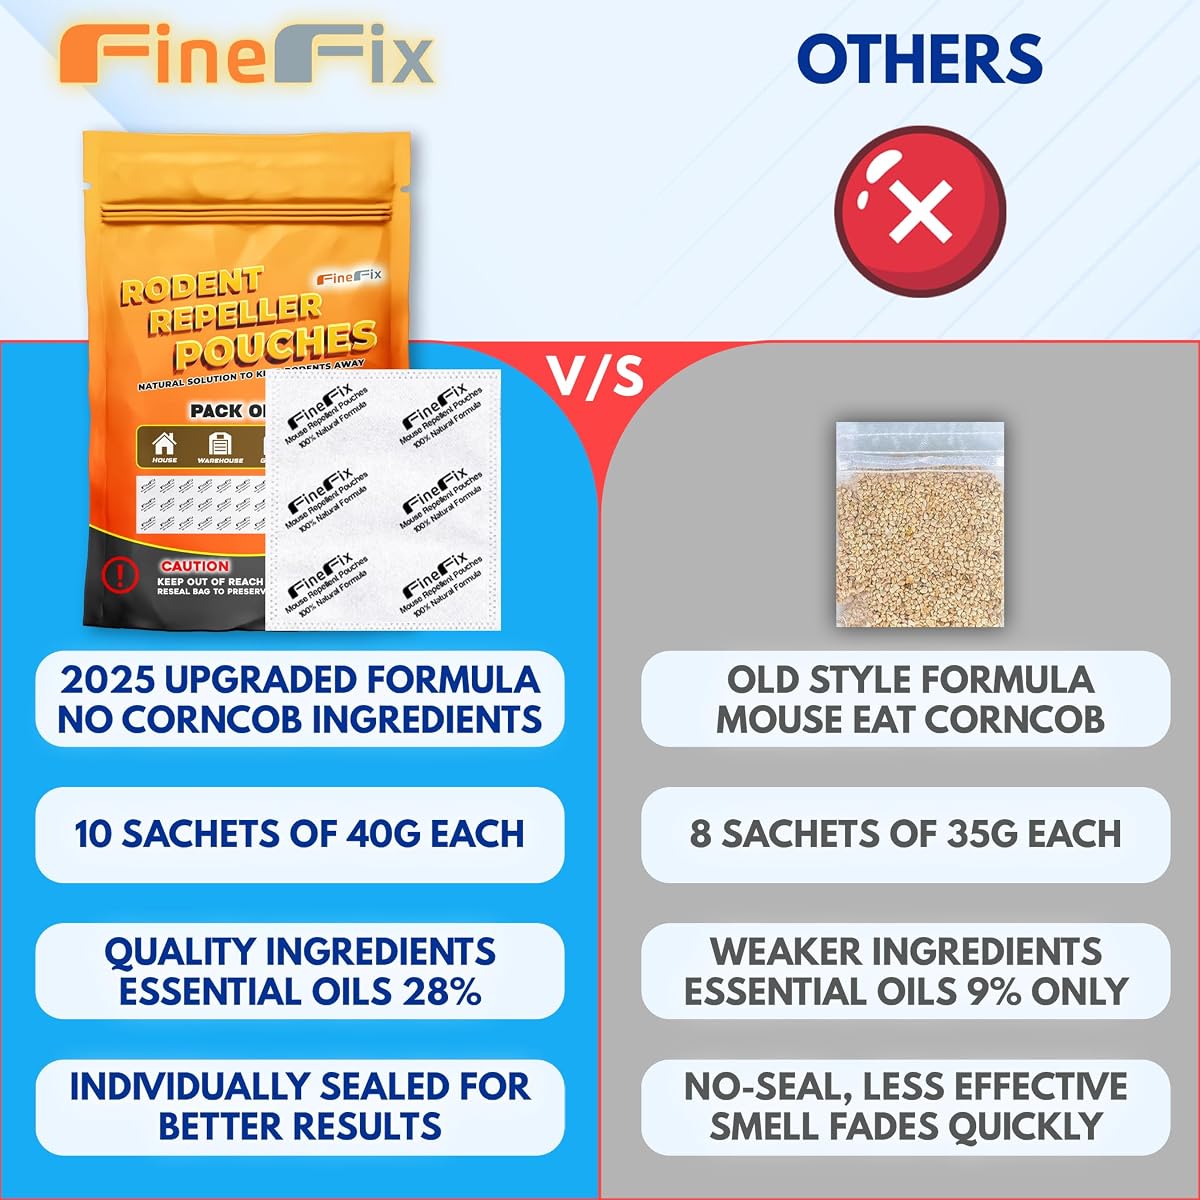 FineFix
OTHERS
RODENT
REPELLER
POUCHES
FineFix
NATURAL SOLUTION TO RODENTS AWAY
PACK
HOUSE
WAREHOUSE
CAUTION
KEEP OUT OF REACH
RESEAL BAG TO
FineFix
Mouse Repellent Pouches
100% Natural Formula
FineFix
Mouse Repellent Pouches
100% Natural Formula
FineFix
Mouse Repellent Pouches
100% Natural Formula
FineFix
Mouse Repellent Pouches
100% Natural Formula
FineFix
Mouse Repellent Pouches
100% Natural Formula
FineFix
Mouse Repellent Pouches
100% Natural Formula
V/S
2025 UPGRADED FORMULA
NO CORNCOB INGREDIENTS
OLD STYLE FORMULA
MOUSE EAT CORNCOB
10 SACHETS OF 40G EACH
8 SACHETS OF 35G EACH
QUALITY INGREDIENTS
ESSENTIAL OILS 28%
WEAKER INGREDIENTS
ESSENTIAL OILS 9% ONLY
INDIVIDUALLY SEALED FOR
BETTER RESULTS
NO-SEAL, LESS EFFECTIVE
SMELL FADES QUICKLY